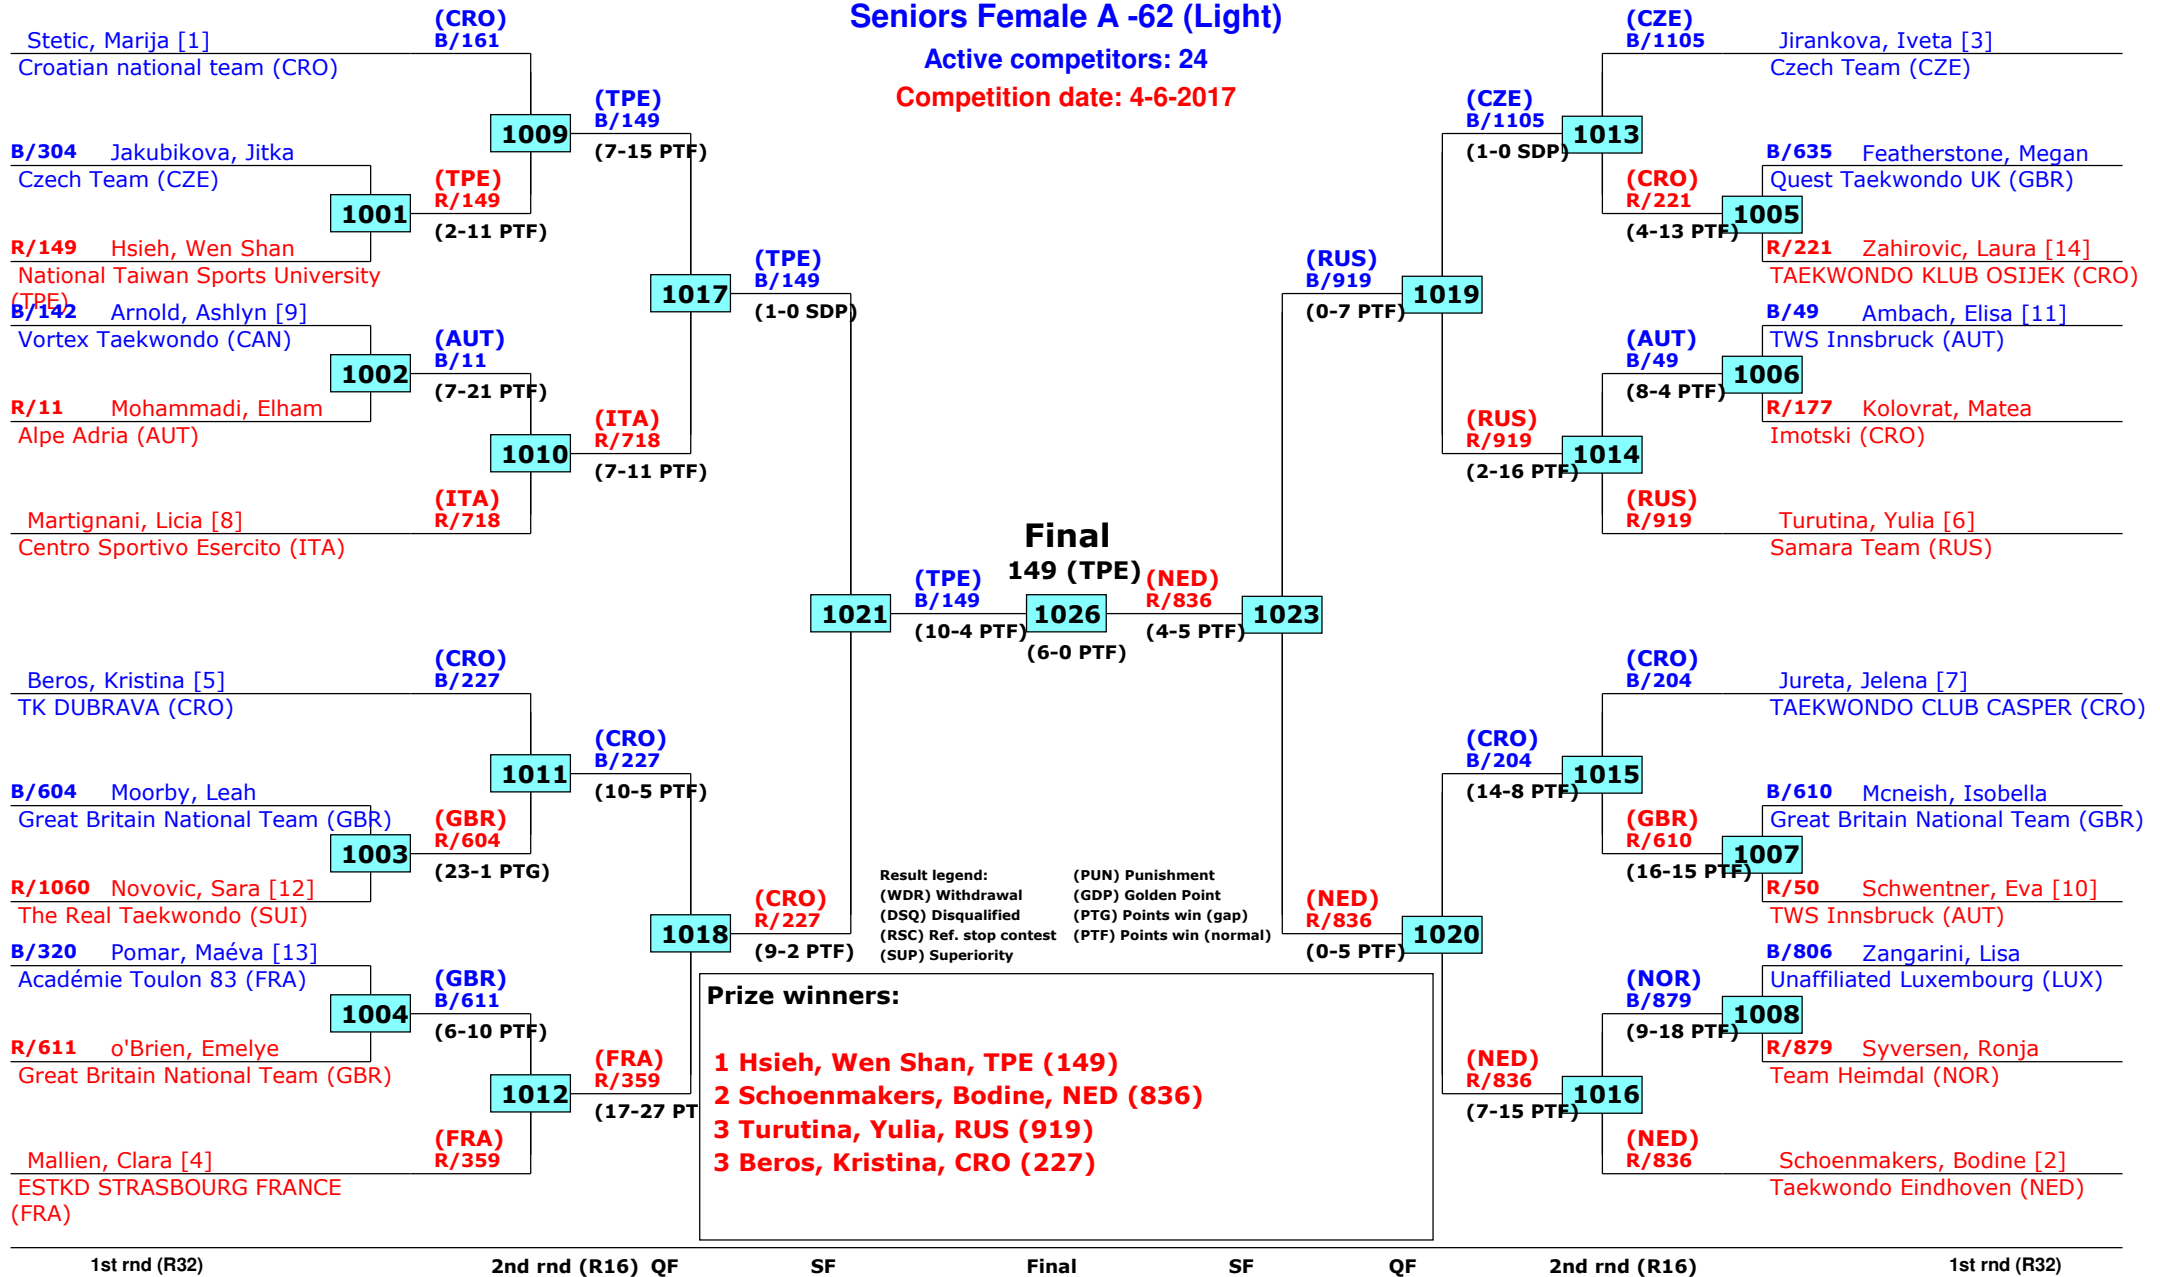 Seniors Female A -62 (Light)
Active competitors: 24
Competition date: 4-6-2017
Stetic, Marija [1]
Croatian national team (CRO)
(CRO)
B/161
B/304 Jakubikova, Jitka
Czech Team (CZE)
1001
R/149 Hsieh, Wen Shan
National Taiwan Sports University
(TPE)
(TPE)
R/149
(2-11 PTF)
1009
(TPE)
B/149
(7-15 PTF)
B/142 Arnold, Ashlyn [9]
Vortex Taekwondo (CAN)
1002
R/11 Mohammadi, Elham
Alpe Adria (AUT)
(AUT)
B/11
(7-21 PTF)
1010
(ITA)
R/718
(7-11 PTF)
Martignani, Licia [8]
Centro Sportivo Esercito (ITA)
(ITA)
R/718
1017
(TPE)
B/149
(1-0 SDP)
Beros, Kristina [5]
TK DUBRAVA (CRO)
(CRO)
B/227
B/604 Moorby, Leah
Great Britain National Team (GBR)
1003
R/1060 Novovic, Sara [12]
The Real Taekwondo (SUI)
(GBR)
R/604
(23-1 PTG)
1011
(CRO)
B/227
(10-5 PTF)
B/320 Pomar, Maéva [13]
Académie Toulon 83 (FRA)
1004
R/611 o'Brien, Emelye
Great Britain National Team (GBR)
(GBR)
B/611
(6-10 PTF)
1012
(FRA)
R/359
(17-27 PT
Mallien, Clara [4]
ESTKD STRASBOURG FRANCE
(FRA)
(FRA)
R/359
1018
(CRO)
R/227
(9-2 PTF)
1021
(TPE)
B/149
(10-4 PTF)
Final
149 (TPE)
1026
(6-0 PTF)
(NED)
R/836
(4-5 PTF)
1023
(RUS)
B/919
(0-7 PTF)
1019
(CZE)
B/1105
(1-0 SDP)
1013
(CZE)
B/1105
Jirankova, Iveta [3]
Czech Team (CZE)
B/635 Featherstone, Megan
Quest Taekwondo UK (GBR)
(CRO)
R/221
(4-13 PTF)
1005
R/221 Zahirovic, Laura [14]
TAEKWONDO KLUB OSIJEK (CRO)
B/49 Ambach, Elisa [11]
TWS Innsbruck (AUT)
(AUT)
B/49
(8-4 PTF)
1006
R/177 Kolovrat, Matea
Imotski (CRO)
(RUS)
R/919
(2-16 PTF)
1014
(RUS)
R/919
Turutina, Yulia [6]
Samara Team (RUS)
(CRO)
B/204
Jureta, Jelena [7]
TAEKWONDO CLUB CASPER (CRO)
(CRO)
B/204
(14-8 PTF)
1015
B/610 Mcneish, Isobella
Great Britain National Team (GBR)
(GBR)
R/610
(16-15 PTF)
1007
R/50 Schwentner, Eva [10]
TWS Innsbruck (AUT)
(NED)
R/836
(0-5 PTF)
1020
B/806 Zangarini, Lisa
Unaffiliated Luxembourg (LUX)
(NOR)
B/879
(9-18 PTF)
1008
R/879 Syversen, Ronja
Team Heimdal (NOR)
(NED)
R/836
(7-15 PTF)
1016
(NED)
R/836
Schoenmakers, Bodine [2]
Taekwondo Eindhoven (NED)
Result legend: (PUN) Punishment
(WDR) Withdrawal (GDP) Golden Point
(DSQ) Disqualified (PTG) Points win (gap)
(RSC) Ref. stop contest (PTF) Points win (normal)
(SUP) Superiority
Prize winners:
1 Hsieh, Wen Shan, TPE (149)
2 Schoenmakers, Bodine, NED (836)
3 Turutina, Yulia, RUS (919)
3 Beros, Kristina, CRO (227)
1st rnd (R32) 2nd rnd (R16) QF SF Final SF QF 2nd rnd (R16) 1st rnd (R32)